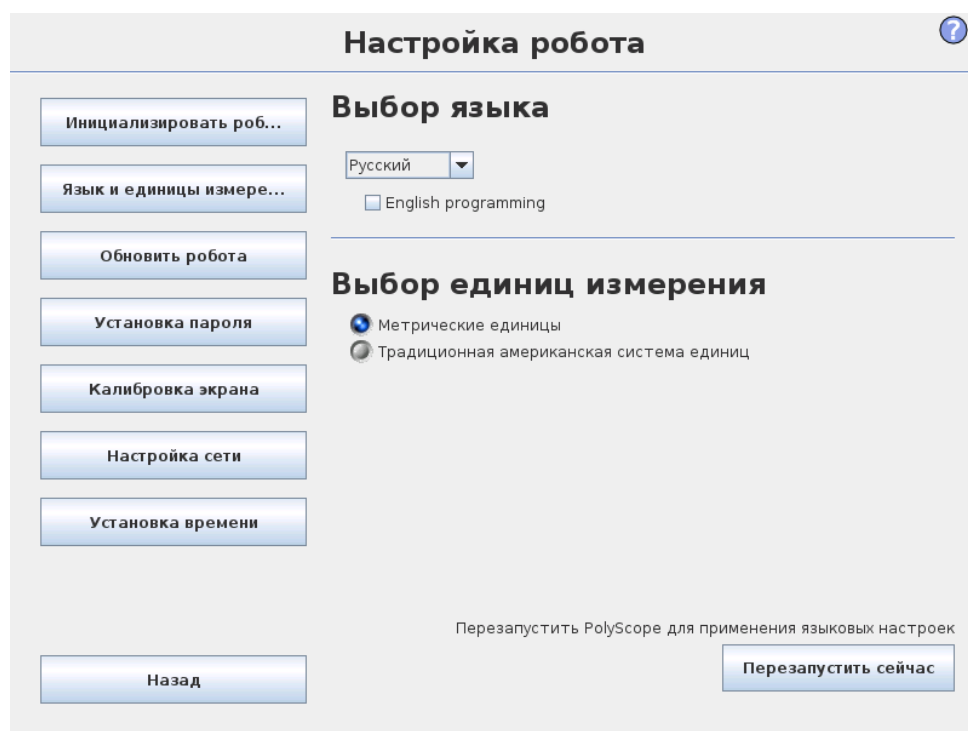 Настройка робота
?
Инициализировать роб...
Язык и единицы измере...
Обновить робота
Установка пароля
Калибровка экрана
Настройка сети
Установка времени
Назад
Выбор языка
Русский
English programming
Выбор единиц измерения
Метрические единицы
Традиционная американская система единиц
Перезапустить PolyScope для применения языковых настроек
Перезапустить сейчас